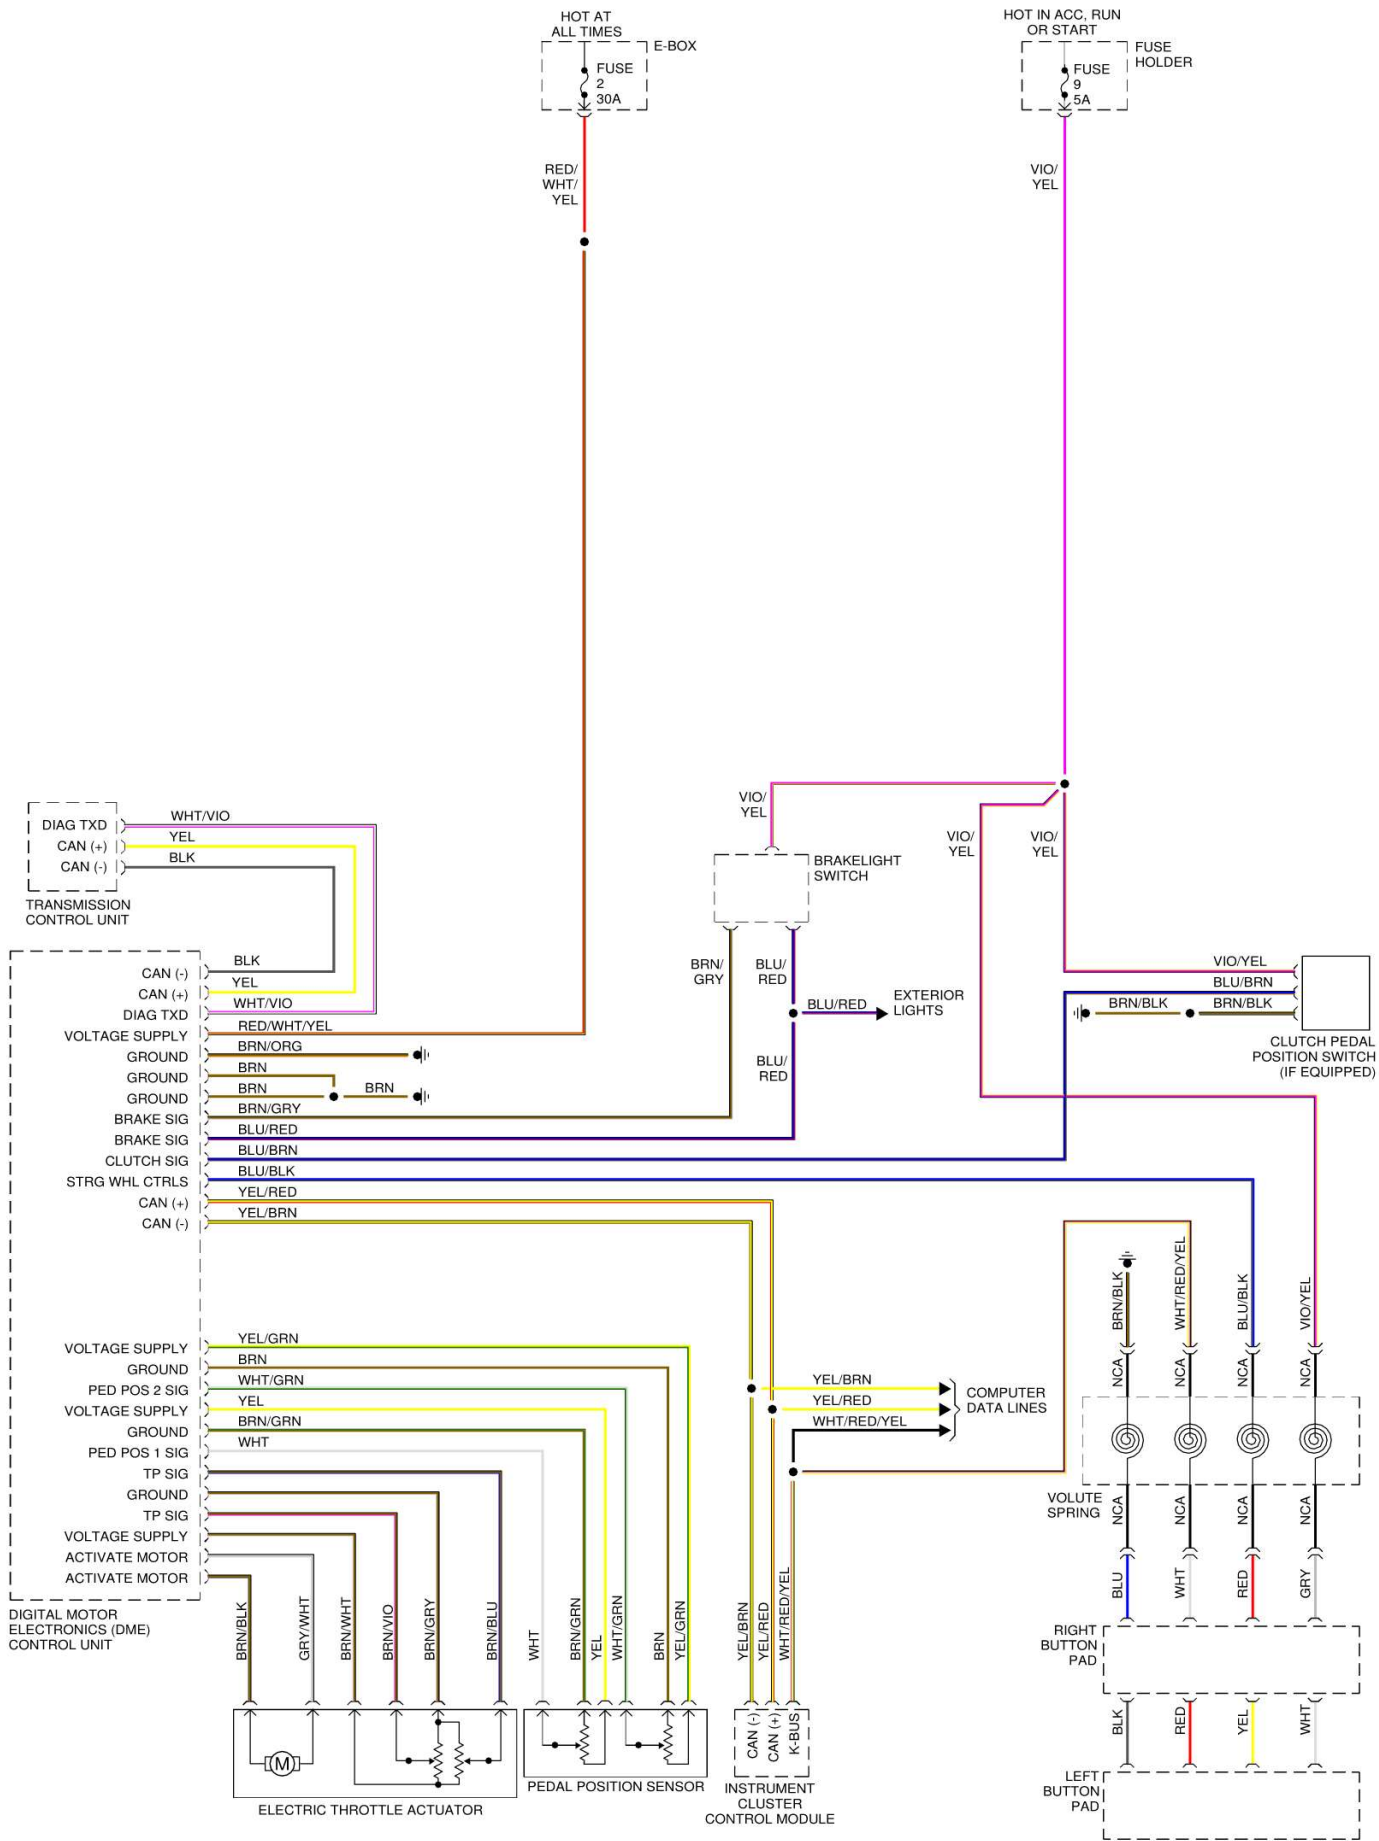 HOT AT
ALL TIMES
E-BOX
FUSE
2
30A
HOT IN ACC, RUN
OR START
FUSE
HOLDER
FUSE
9
5A
RED/
WHT/
YEL
VIO/
YEL
VIO/
YEL
VIO/
YEL
VIO/
YEL
BRAKELIGHT
SWITCH
WHT/VIO
DIAG TXD
YEL
CAN (+)
BLK
CAN (-)
TRANSMISSION
CONTROL UNIT
BRN/
GRY
BLU/
RED
BLU/RED
EXTERIOR
LIGHTS
BLU/
RED
VIO/YEL
BLU/BRN
BRN/BLK
BRN/BLK
CLUTCH PEDAL
POSITION SWITCH
(IF EQUIPPED)
BLK
CAN (-)
YEL
CAN (+)
WHT/VIO
DIAG TXD
RED/WHT/YEL
VOLTAGE SUPPLY
BRN/ORG
GROUND
BRN
GROUND
BRN
BRN
GROUND
BRN/GRY
BRAKE SIG
BLU/RED
BRAKE SIG
BLU/BRN
CLUTCH SIG
BLU/BLK
STRG WHL CTRLS
YEL/RED
CAN (+)
YEL/BRN
CAN (-)
YEL/GRN
VOLTAGE SUPPLY
BRN
GROUND
WHT/GRN
PED POS 2 SIG
YEL
VOLTAGE SUPPLY
BRN/GRN
GROUND
WHT
PED POS 1 SIG
TP SIG
GROUND
TP SIG
VOLTAGE SUPPLY
ACTIVATE MOTOR
ACTIVATE MOTOR
DIGITAL MOTOR
ELECTRONICS (DME)
CONTROL UNIT
YEL/BRN
YEL/RED
WHT/RED/YEL
COMPUTER
DATA LINES
BRN/BLK
WHT/RED/YEL
BLU/BLK
VIO/YEL
NCA
NCA
NCA
NCA
VOLUTE
SPRING
NCA
NCA
NCA
NCA
BLU
WHT
RED
GRY
RIGHT
BUTTON
PAD
BLK
RED
YEL
WHT
LEFT
BUTTON
PAD
BRN/BLK
GRY/WHT
BRN/WHT
BRN/VIO
BRN/GRY
BRN/BLU
M
ELECTRIC THROTTLE ACTUATOR
WHT
BRN/GRN
YEL
WHT/GRN
BRN
YEL/GRN
PEDAL POSITION SENSOR
YEL/BRN
YEL/RED
WHT/RED/YEL
CAN (-)
CAN (+)
K-BUS
INSTRUMENT
CLUSTER
CONTROL MODULE